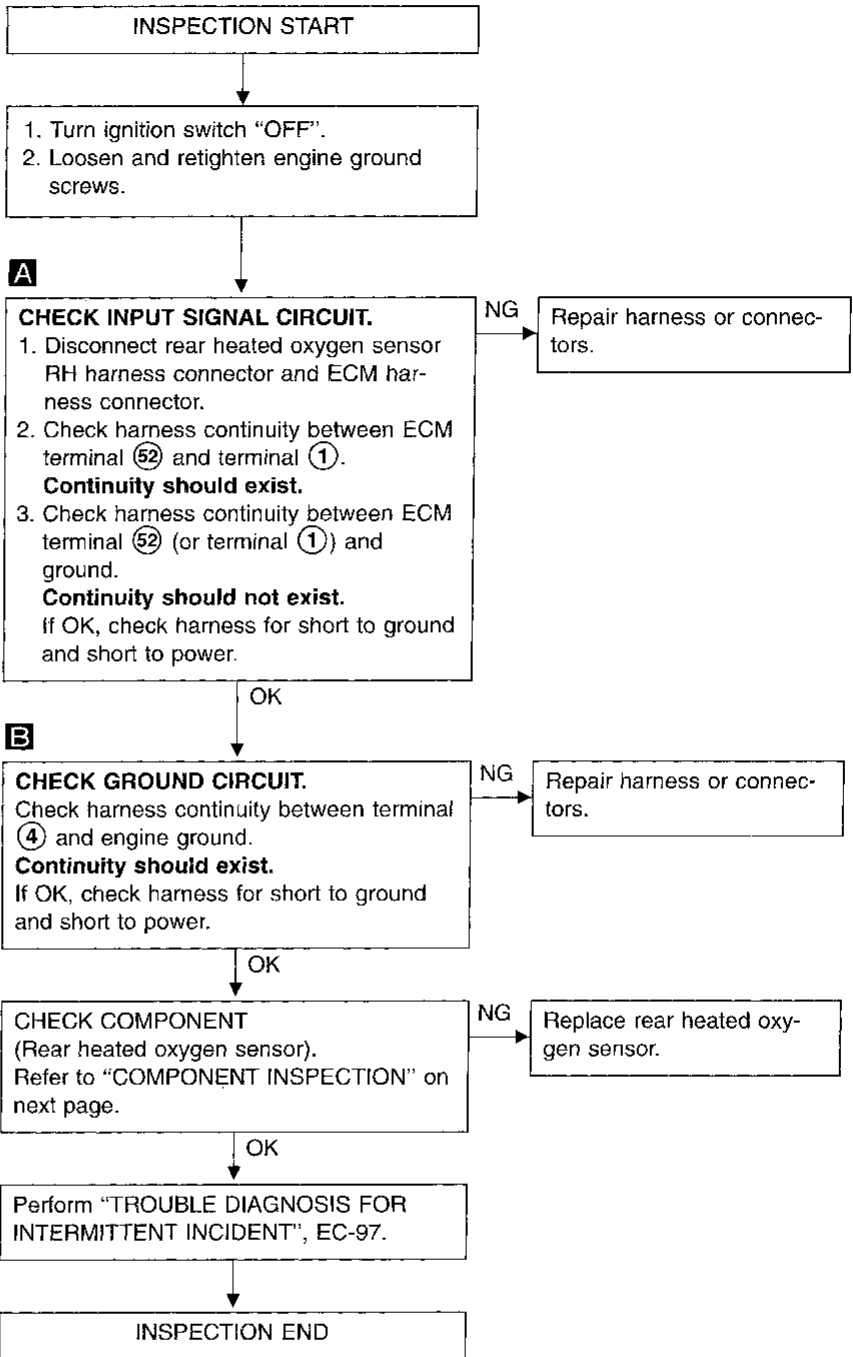 INSPECTION START
1. Turn ignition switch “OFF”.
2. Loosen and retighten engine ground
screws.
A
CHECK INPUT SIGNAL CIRCUIT.
1. Disconnect rear heated oxygen sensor
RH harness connector and ECM har-
ness connector.
2. Check harness continuity between ECM
terminal 52 and terminal 1.
Continuity should exist.
3. Check harness continuity between ECM
terminal 52 (or terminal 1) and
ground.
Continuity should not exist.
If OK, check harness for short to ground
and short to power.
NG
Repair harness or connec-
tors.
OK
B
CHECK GROUND CIRCUIT.
Check harness continuity between terminal
4 and engine ground.
Continuity should exist.
If OK, check harness for short to ground
and short to power.
NG
Repair harness or connec-
tors.
OK
CHECK COMPONENT
(Rear heated oxygen sensor).
Refer to “COMPONENT INSPECTION” on
next page.
NG
Replace rear heated oxy-
gen sensor.
OK
Perform “TROUBLE DIAGNOSIS FOR
INTERMITTENT INCIDENT”, EC-97.
INSPECTION END